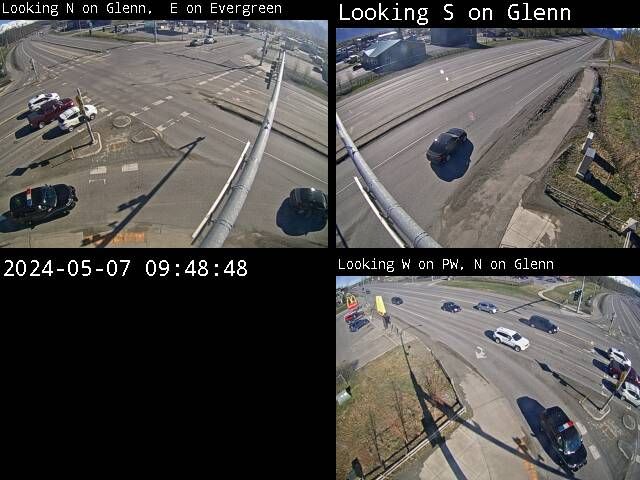 Looking N on Glenn,  E on Evergreen
Looking S on Glenn
2024-05-07 09:48:48
Looking W on PW, N on Glenn